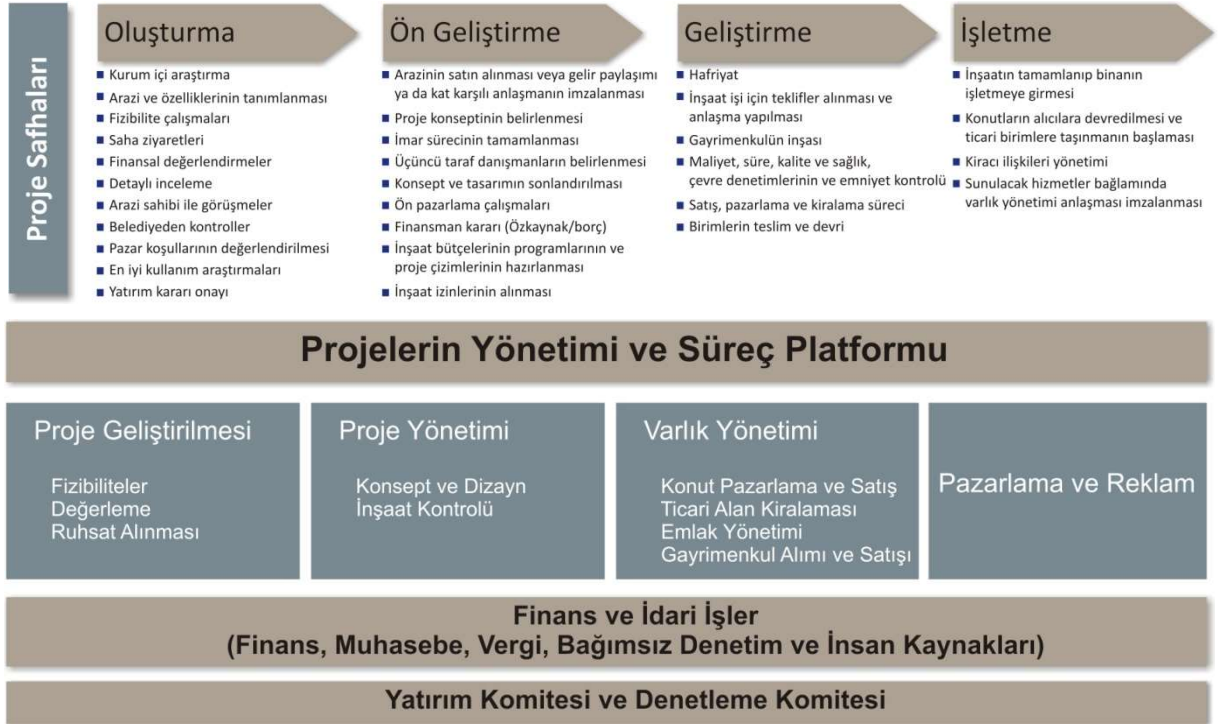 Proje Safhaları
Oluşturma
Kurum içi araştırma
Arazi ve özelliklerinin tanımlanması
Fizibilite çalışmaları
Saha ziyaretleri
Finansal değerlendirmeler
Detaylı inceleme
Arazi sahibi ile görüşmeler
Belediyeden kontroller
Pazar koşullarının değerlendirilmesi
En iyi kullanım araştırmaları
Yatırım kararı onayı
Ön Geliştirme
Arazinin satın alınması veya gelir paylaşımı
ya da kat karşılı anlaşmanın imzalanması
Proje konseptinin belirlenmesi
İmar sürecinin tamamlanması
Üçüncü taraf danışmanların belirlenmesi
Konsept ve tasarımın sonlandırılması
Ön pazarlama çalışmaları
Finansman kararı (Özkaynak/borç)
İnşaat bütçelerinin programlarının ve
proje çizimlerinin hazırlanması
İnşaat izinlerinin alınması
Geliştirme
Hafriyat
İnşaat işi için teklifler alınması ve
anlaşma yapılması
Gayrimenkulün inşası
Maliyet, süre, kalite ve sağlık,
çevre denetimlerinin ve emniyet kontrolü
Satış, pazarlama ve kiralama süreci
Birimlerin teslim ve devri
İşletme
İnşaatın tamamlanıp binanın
işletmeye girmesi
Konutların alıcılara devredilmesi ve
ticari birimlere taşınmanın başlaması
Kiracı ilişkileri yönetimi
Sunulacak hizmetler bağlamında
varlık yönetimi anlaşması imzalanması
Projelerin Yönetimi ve Süreç Platformu
Proje Geliştirilmesi
Fizibiliteler
Değerleme
Ruhsat Alınması
Proje Yönetimi
Konsept ve Dizayn
İnşaat Kontrolü
Varlık Yönetimi
Konut Pazarlama ve Satış
Ticari Alan Kiralaması
Emlak Yönetimi
Gayrimenkul Alımı ve Satışı
Pazarlama ve Reklam
Finans ve İdari İşler
(Finans, Muhasebe, Vergi, Bağımsız Denetim ve İnsan Kaynakları)
Yatırım Komitesi ve Denetleme Komitesi